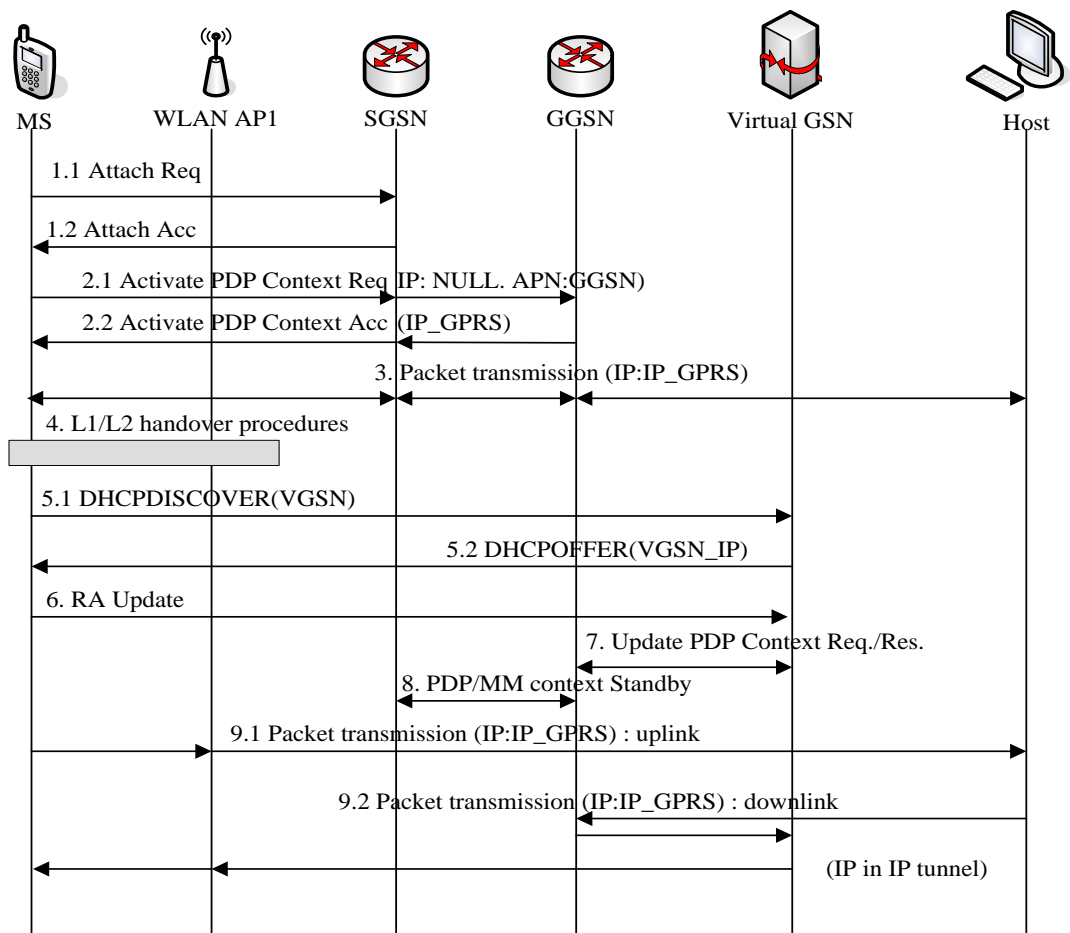 MS
WLAN AP1
SGSN
GGSN
Virtual GSN
Host
1.1 Attach Req
1.2 Attach Acc
2.1 Activate PDP Context Req IP: NULL. APN:GGSN)
2.2 Activate PDP Context Acc (IP_GPRS)
3. Packet transmission (IP:IP_GPRS)
4. L1/L2 handover procedures
5.1 DHCPDISCOVER(VGSN)
5.2 DHCPOFFER(VGSN_IP)
6. RA Update
7. Update PDP Context Req./Res.
8. PDP/MM context Standby
9.1 Packet transmission (IP:IP_GPRS) : uplink
9.2 Packet transmission (IP:IP_GPRS) : downlink
(IP in IP tunnel)